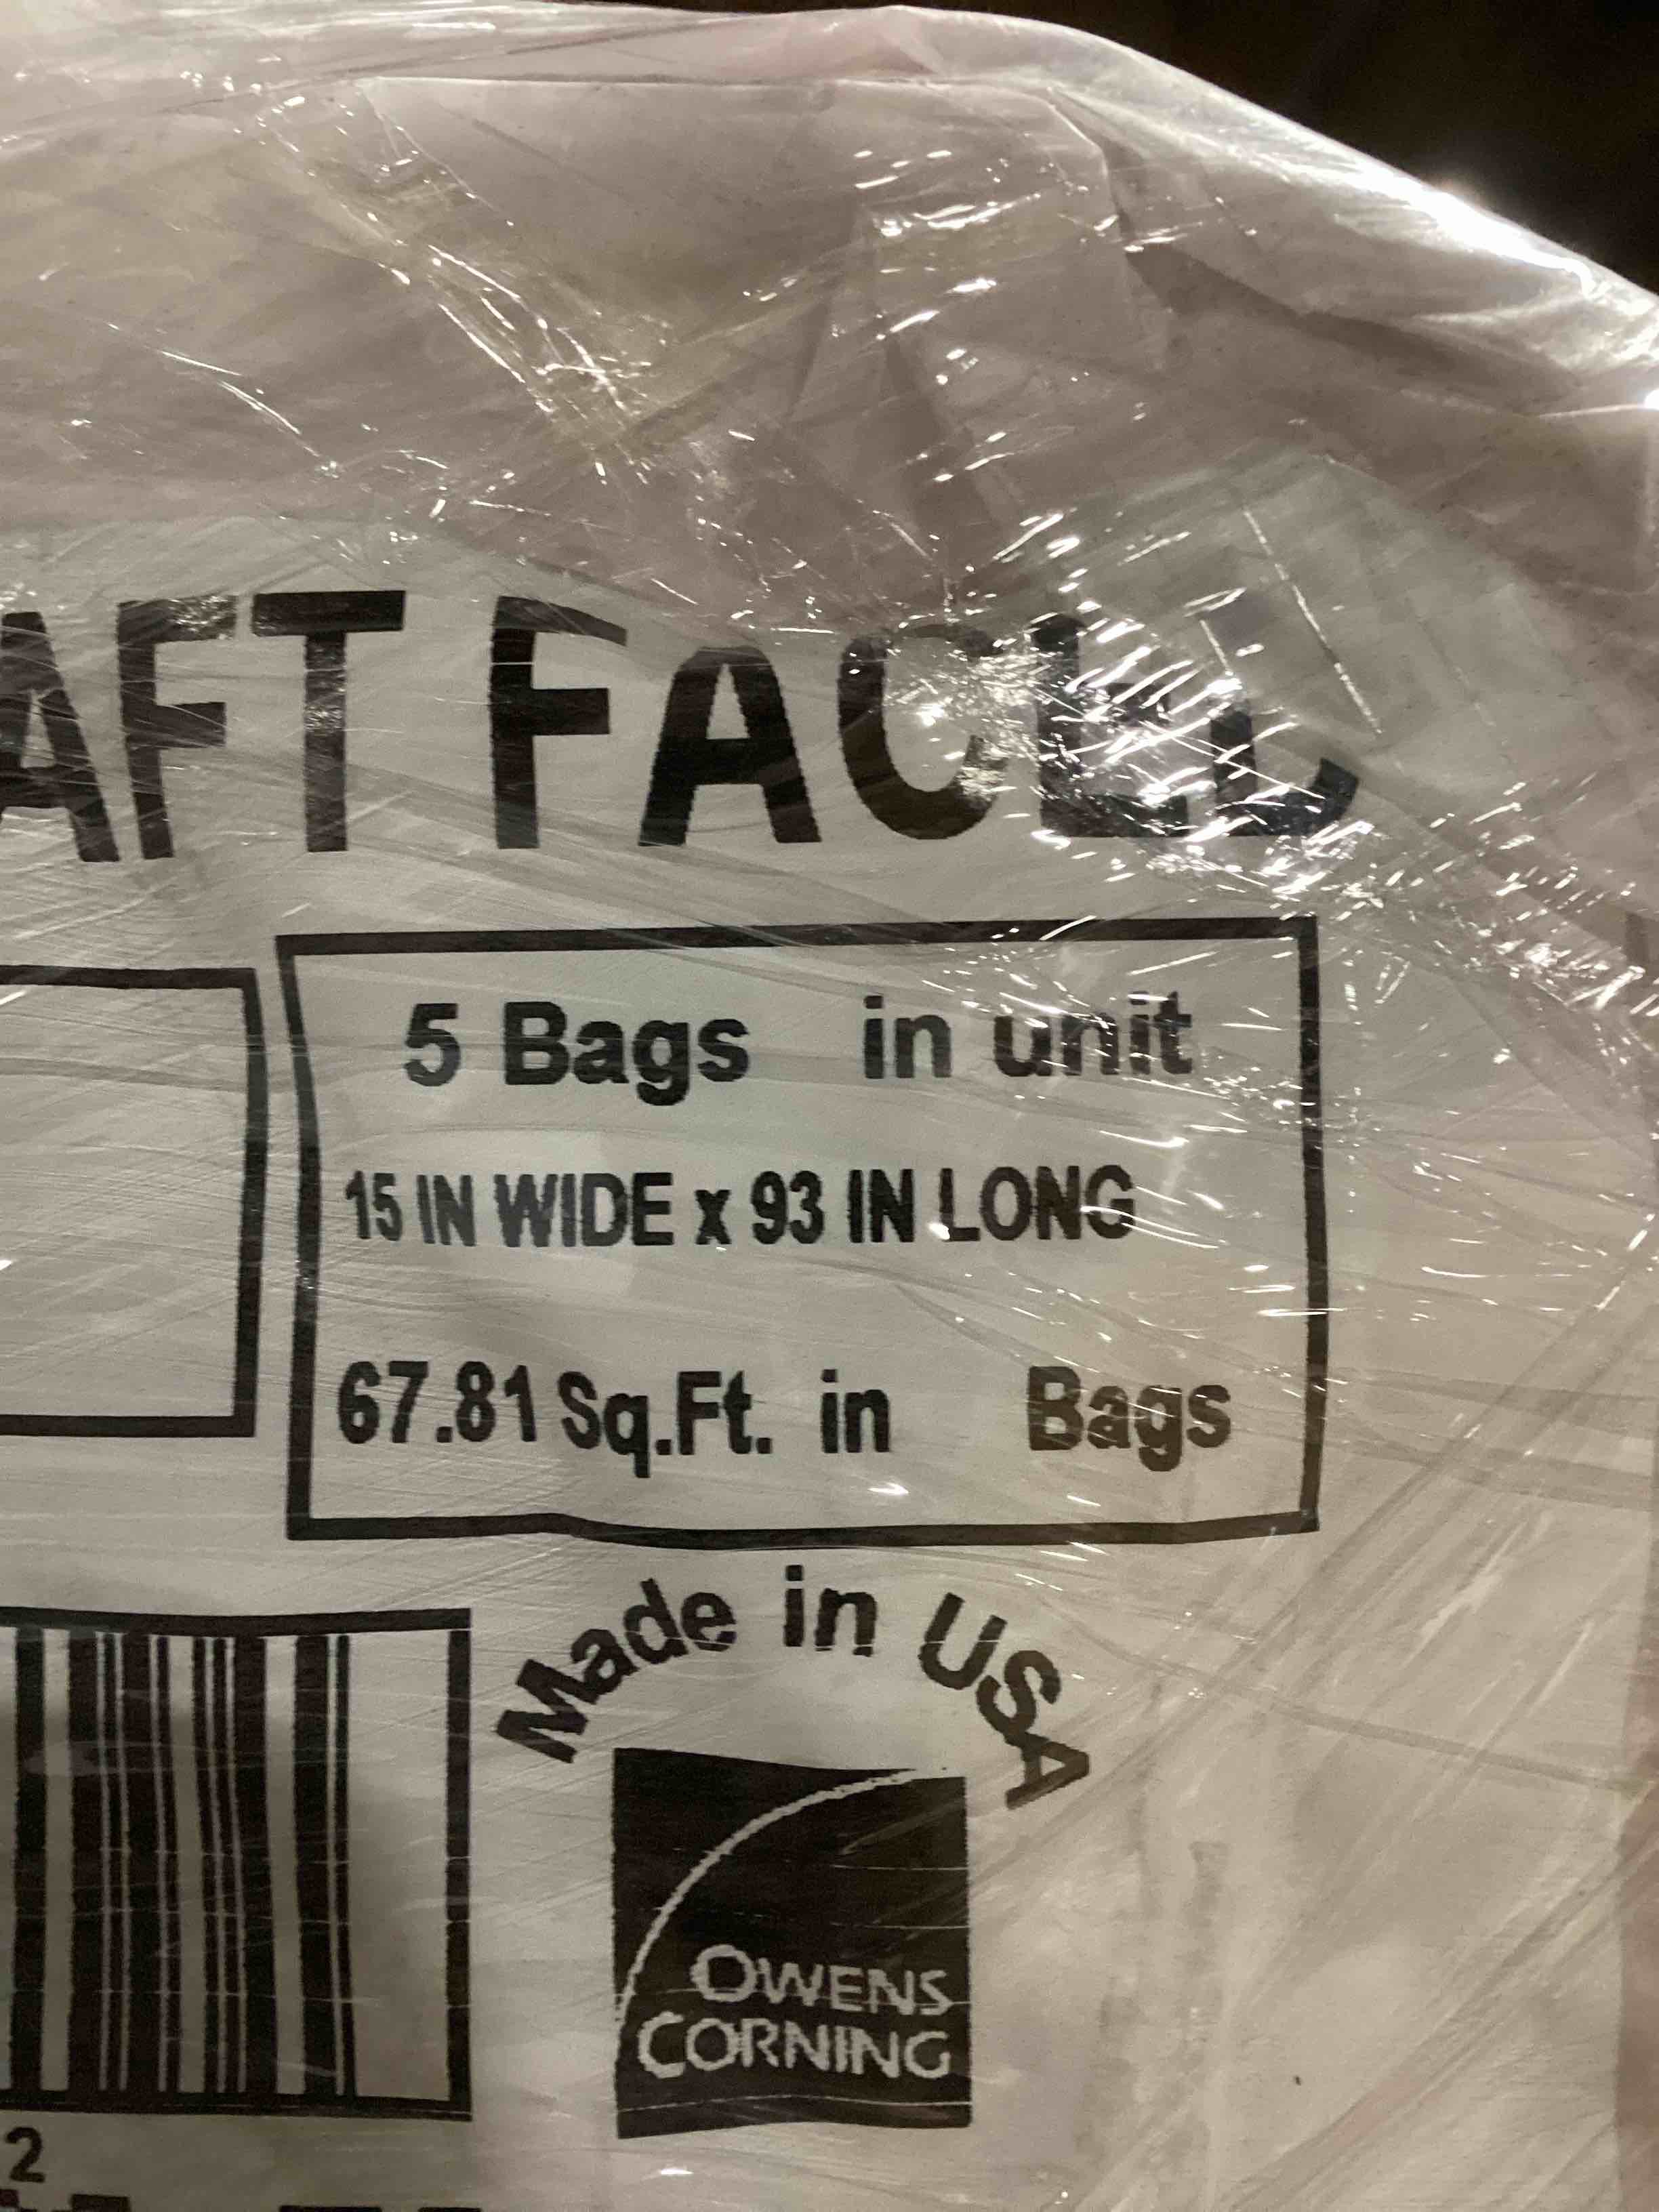 AFT FACED
5 Bags in unit
15 IN WIDE x 93 IN LONG
67.81 Sq.Ft. in Bags
Made in USA
OWENS
CORNING
2